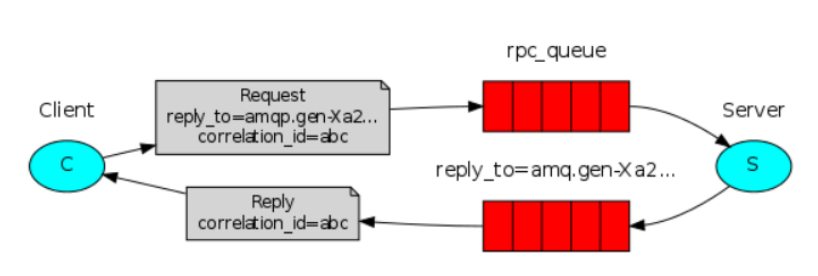 rpc_queue
Client
Request
reply_to=amqp.gen-Xa2...
correlation_id=abc
Server
C
S
reply_to=amq.gen-Xa2...
Reply
correlation_id=abc